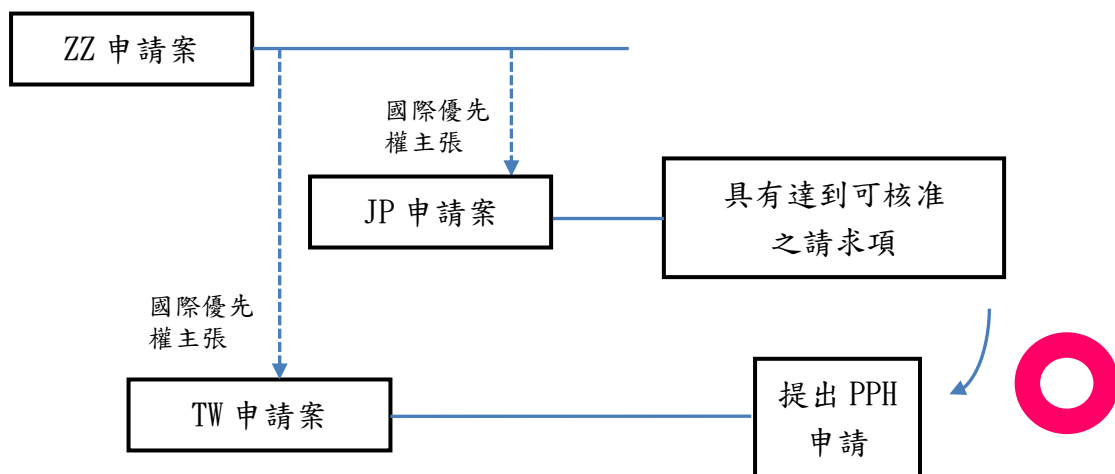 ZZ 申請案
國際優先
權主張
JP 申請案
具有達到可核准
之請求項
國際優先
權主張
TW 申請案
提出 PPH
申請